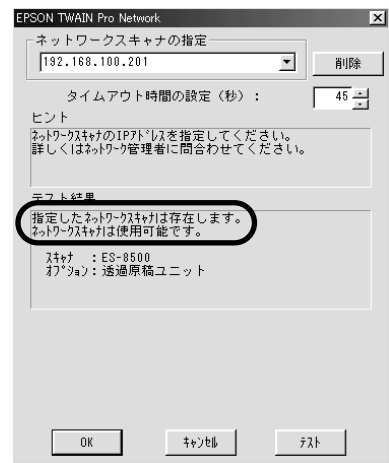 EPSON TWAIN Pro Network
ネットワークスキャナの指定
192.168.100.201
削除
タイムアウト時間の設定（秒）：
45
ヒント
ﾈｯﾄﾜｰｸｽｷｬﾅのIPｱﾄﾞﾚｽを指定してください。
詳しくはﾈｯﾄﾜｰｸ管理者に問合わせてください。
テスト結果
指定したﾈｯﾄﾜｰｸｽｷｬﾅは存在します。
ﾈｯﾄﾜｰｸｽｷｬﾅは使用可能です。
ｽｷｬﾅ ：ES-8500
ｵﾌﾟｼｮﾝ：透過原稿ユニット
OK
ｷｬﾝｾﾙ
ﾃｽﾄ